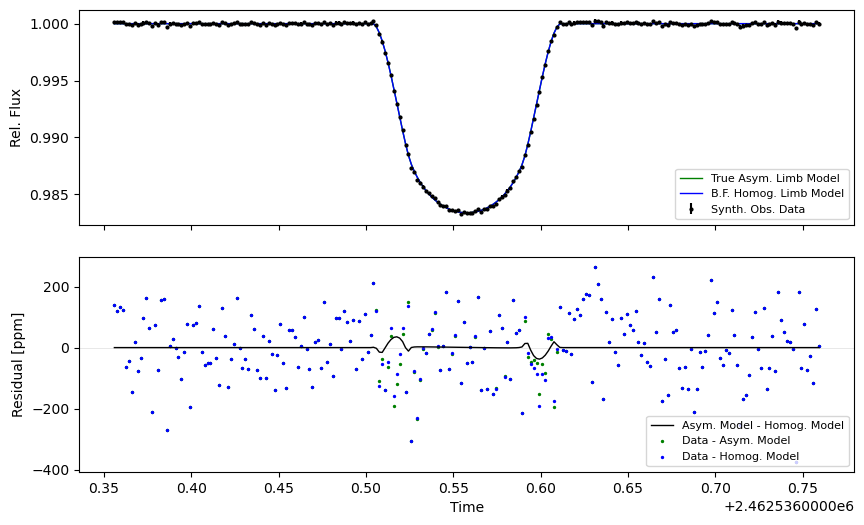 1.000
0.995
0.990
0.985
Rel. Flux
True Asym. Limb Model
B.F. Homog. Limb Model
Synth. Obs. Data
200
0
−200
−400
Residual [ppm]
Asym. Model - Homog. Model
Data - Asym. Model
Data - Homog. Model
0.35 0.40 0.45 0.50 0.55 0.60 0.65 0.70 0.75
Time
+2.4625360000e6